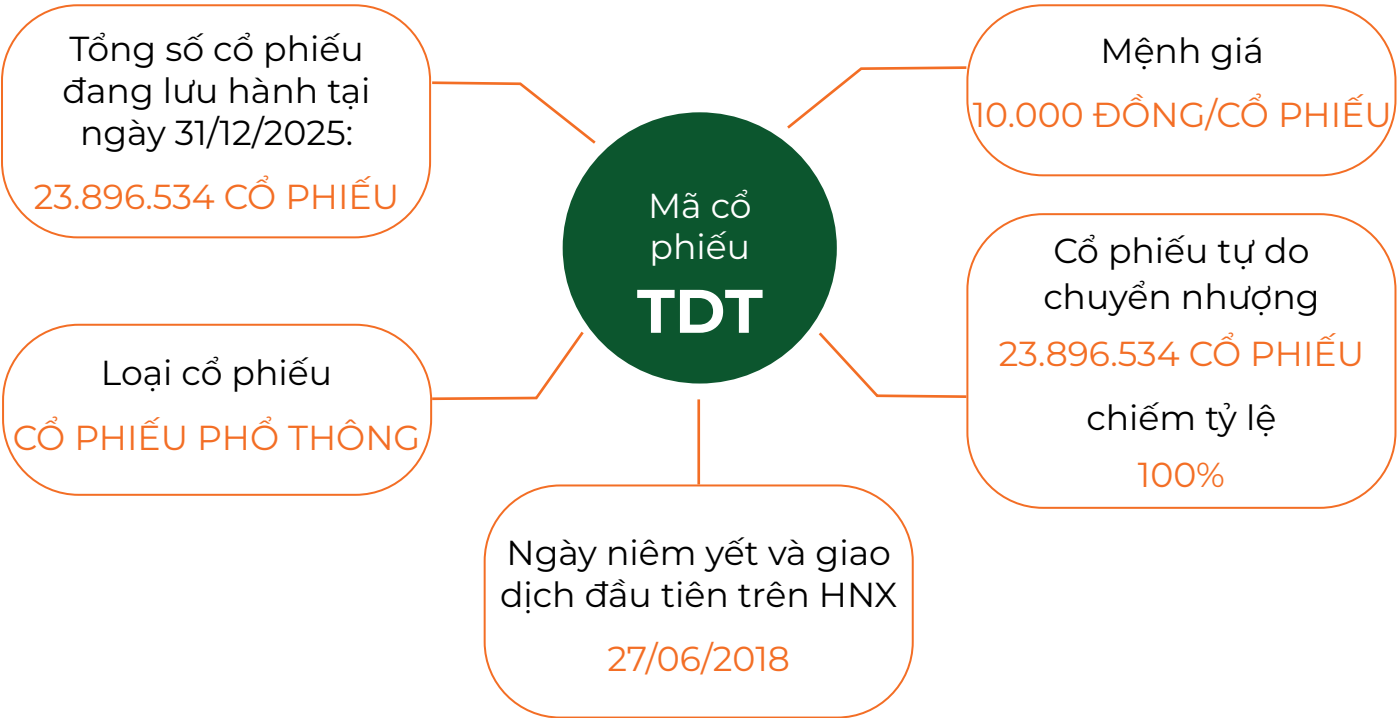 Tổng số cổ phiếu
đang lưu hành tại
ngày 31/12/2025:
23.896.534 CỔ PHIẾU
Mệnh giá
10.000 ĐỒNG/CỔ PHIẾU
Mã cổ
phiếu
TDT
Cổ phiếu tự do
chuyển nhượng
23.896.534 CỔ PHIẾU
chiếm tỷ lệ
100%
Loại cổ phiếu
CỔ PHIẾU PHỔ THÔNG
Ngày niêm yết và giao
dịch đầu tiên trên HNX
27/06/2018